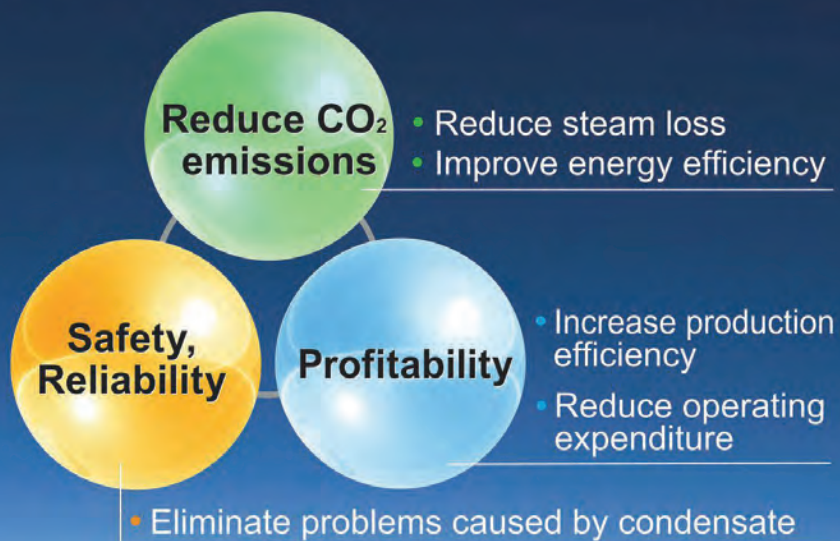 Reduce CO₂
emissions
• Reduce steam loss
• Improve energy efficiency
Safety,
Reliability
Profitability
• Increase production
efficiency
• Reduce operating
expenditure
• Eliminate problems caused by condensate